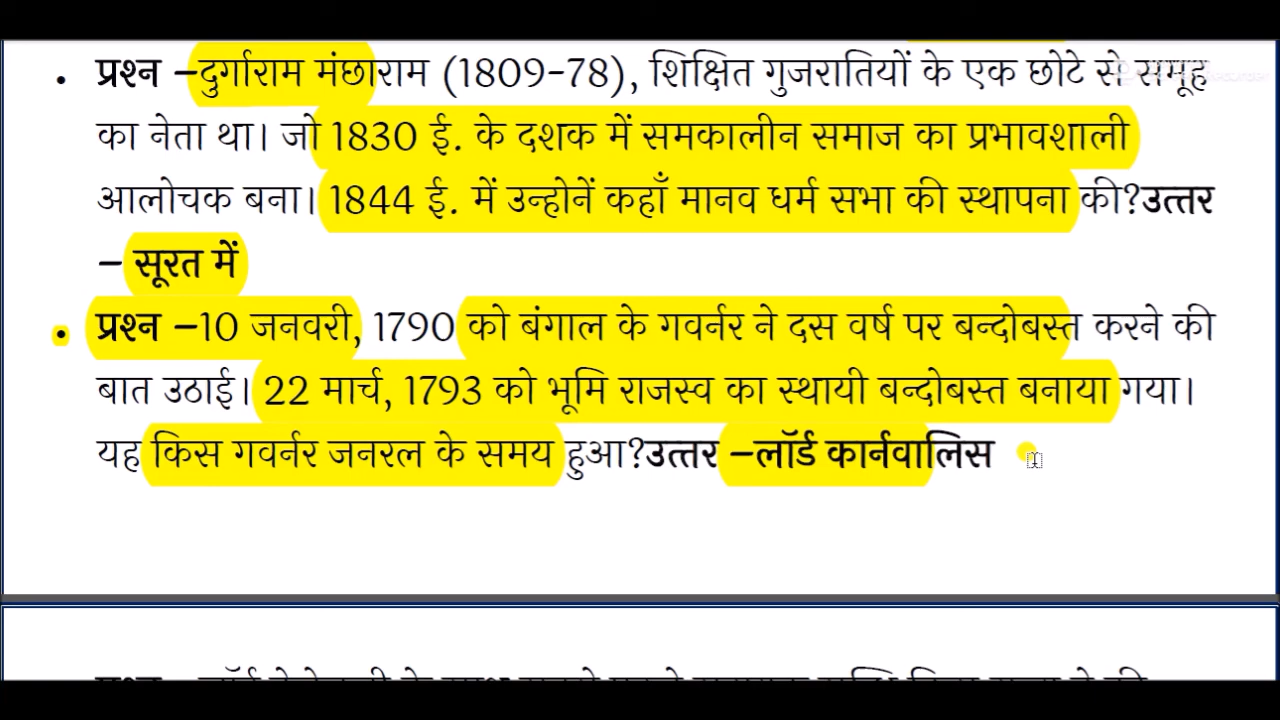 • प्रश्न –दुर्गाराम मंछाराम (1809-78), शिक्षित गुजरातियों के एक छोटे से समूह
का नेता था। जो 1830 ई. के दशक में समकालीन समाज का प्रभावशाली
आलोचक बना। 1844 ई. में उन्होनें कहाँ मानव धर्म सभा की स्थापना की?उत्तर
– सूरत में
• प्रश्न –10 जनवरी, 1790 को बंगाल के गवर्नर ने दस वर्ष पर बन्दोबस्त करने की
बात उठाई। 22 मार्च, 1793 को भूमि राजस्व का स्थायी बन्दोबस्त बनाया गया।
यह किस गवर्नर जनरल के समय हुआ?उत्तर –लॉर्ड कार्नवालिस